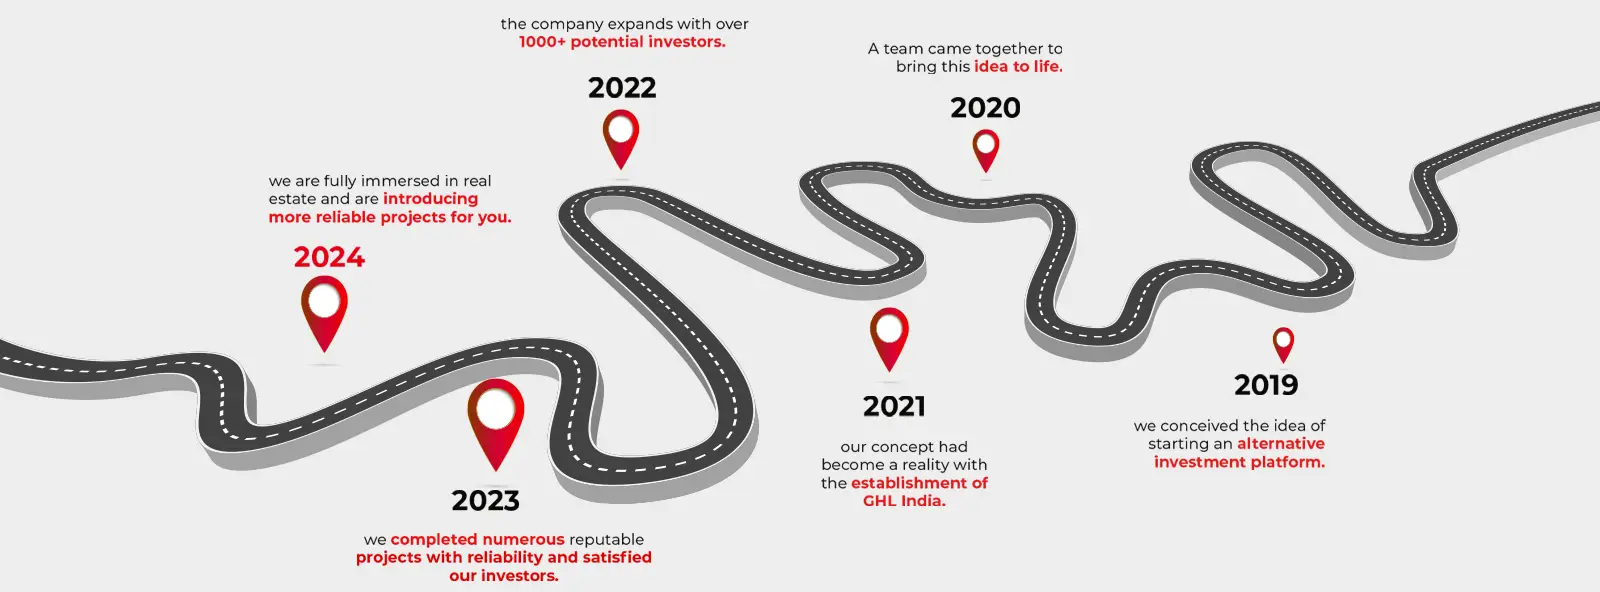 the company expands with over
1000+ potential investors.
2022
A team came together to
bring this idea to life.
2020
we are fully immersed in real
estate and are introducing
more reliable projects for you.
2024
2023
we completed numerous reputable
projects with reliability and satisfied
our investors.
2021
our concept had
become a reality with
the establishment of
GHL India.
2019
we conceived the idea of
starting an alternative
investment platform.